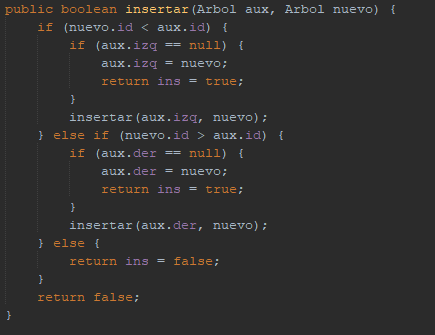 public boolean insertar(Arbol aux, Arbol nuevo) {
    if (nuevo.id < aux.id) {
        if (aux.izq == null) {
            aux.izq = nuevo;
            return ins = true;
        }
        insertar(aux.izq, nuevo);
    } else if (nuevo.id > aux.id) {
        if (aux.der == null) {
            aux.der = nuevo;
            return ins = true;
        }
        insertar(aux.der, nuevo);
    } else {
        return ins = false;
    }
    return false;
}